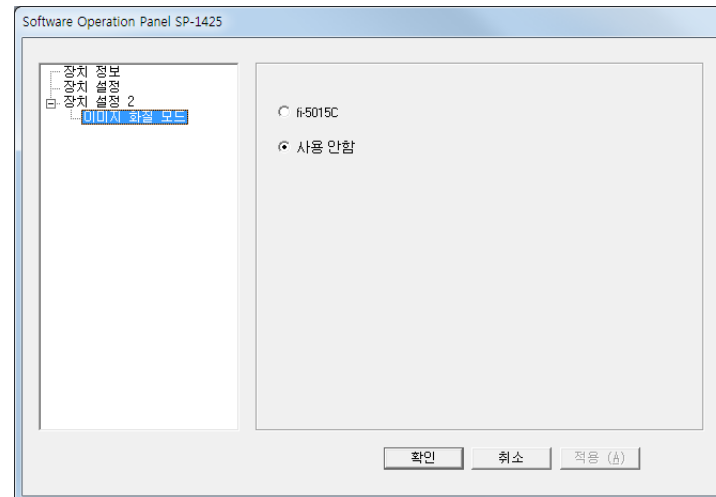 Software Operation Panel SP-1425
장치 정보
장치 설정
장치 설정 2
이미지 화질 모드
fi-5015C
사용 안함
확인
취소
적용 (A)